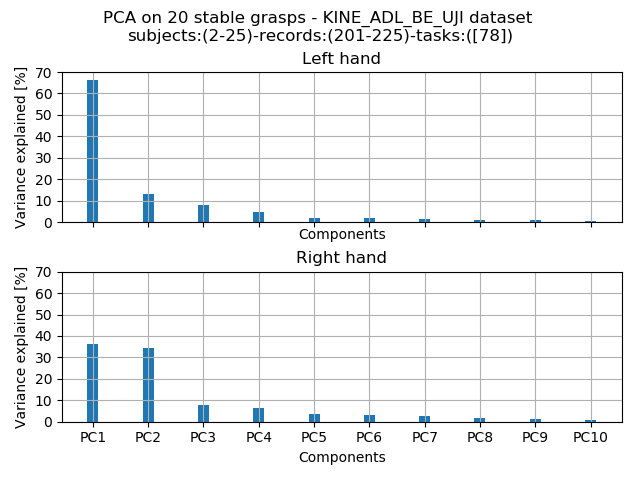 PCA on 20 stable grasps - KINE_ADL_BE_UJI dataset
subjects:(2-25)-records:(201-225)-tasks:([78])
Left hand
Variance explained [%]
70
60
50
40
30
20
10
0
Components
Right hand
Variance explained [%]
70
60
50
40
30
20
10
0
PC1 PC2 PC3 PC4 PC5 PC6 PC7 PC8 PC9 PC10
Components